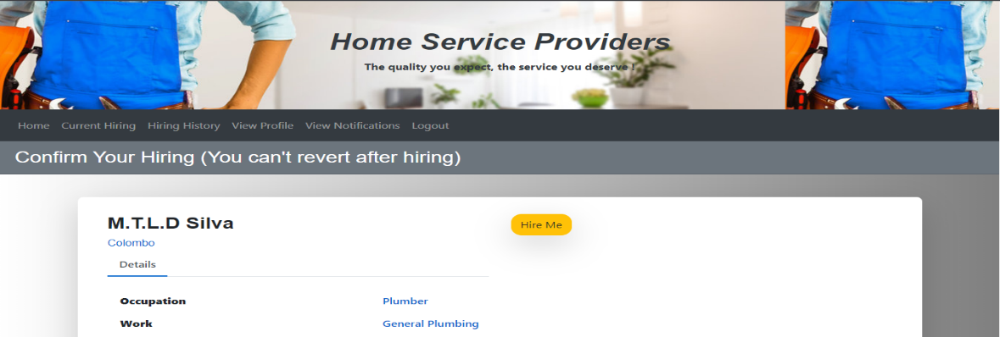 Home Service Providers
The quality you expect, the service you deserve !
Home Current Hiring Hiring History View Profile View Notifications Logout
Confirm Your Hiring (You can't revert after hiring)
M.T.L.D Silva
Hire Me
Colombo
Details
Occupation Plumber
Work General Plumbing